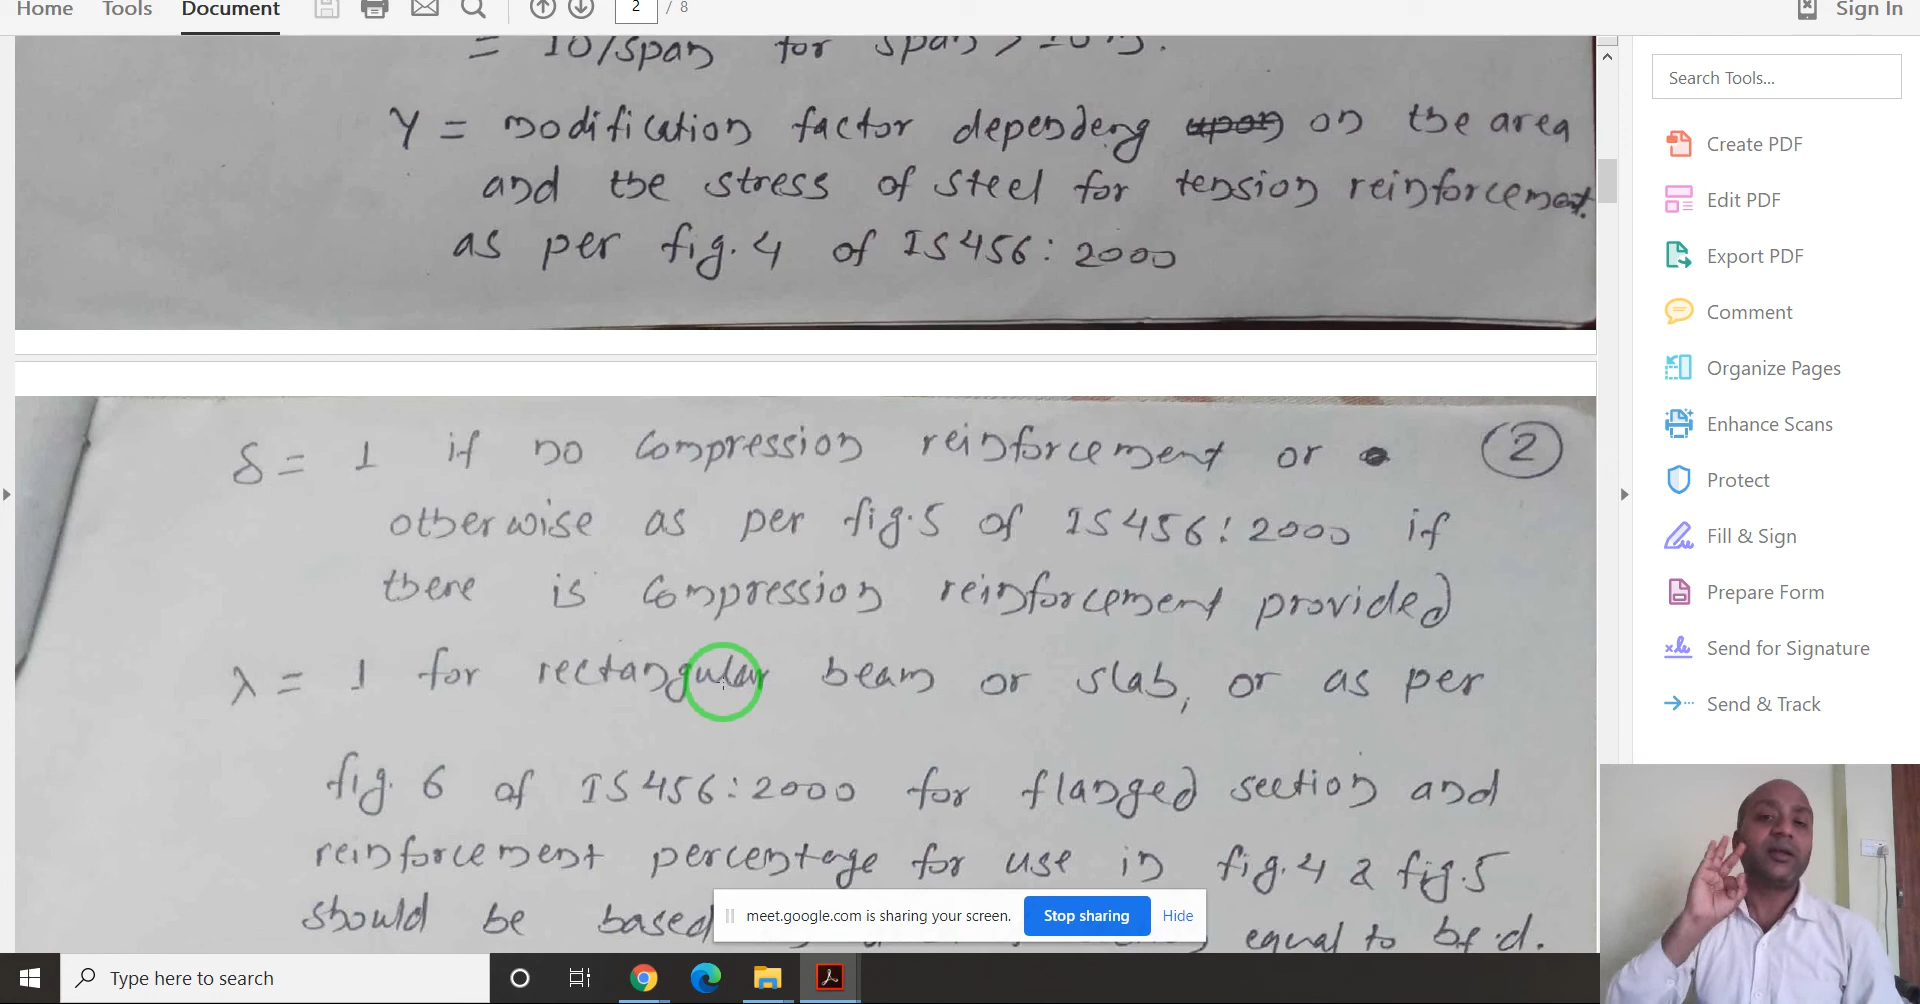 Home Tools Document 2 / 8 Sign In
= 10/span for span > 10 m.
γ = modification factor dependeng upon on the area
and the stress of steel for tension reinforcement.
as per fig. 4 of IS 456 : 2000
δ = 1 if no compression reinforcement or (2)
otherwise as per fig. 5 of IS 456 : 2000 if
there is compression reinforcement provided
λ = 1 for rectangular beam or slab, or as per
fig. 6 of IS 456 : 2000 for flanged section and
reinforcement percentage for use in fig. 4 & fig. 5
should be based equal to bf.d.
Search Tools...
Create PDF
Edit PDF
Export PDF
Comment
Organize Pages
Enhance Scans
Protect
Fill & Sign
Prepare Form
Send for Signature
Send & Track
meet.google.com is sharing your screen. Stop sharing Hide
Type here to search